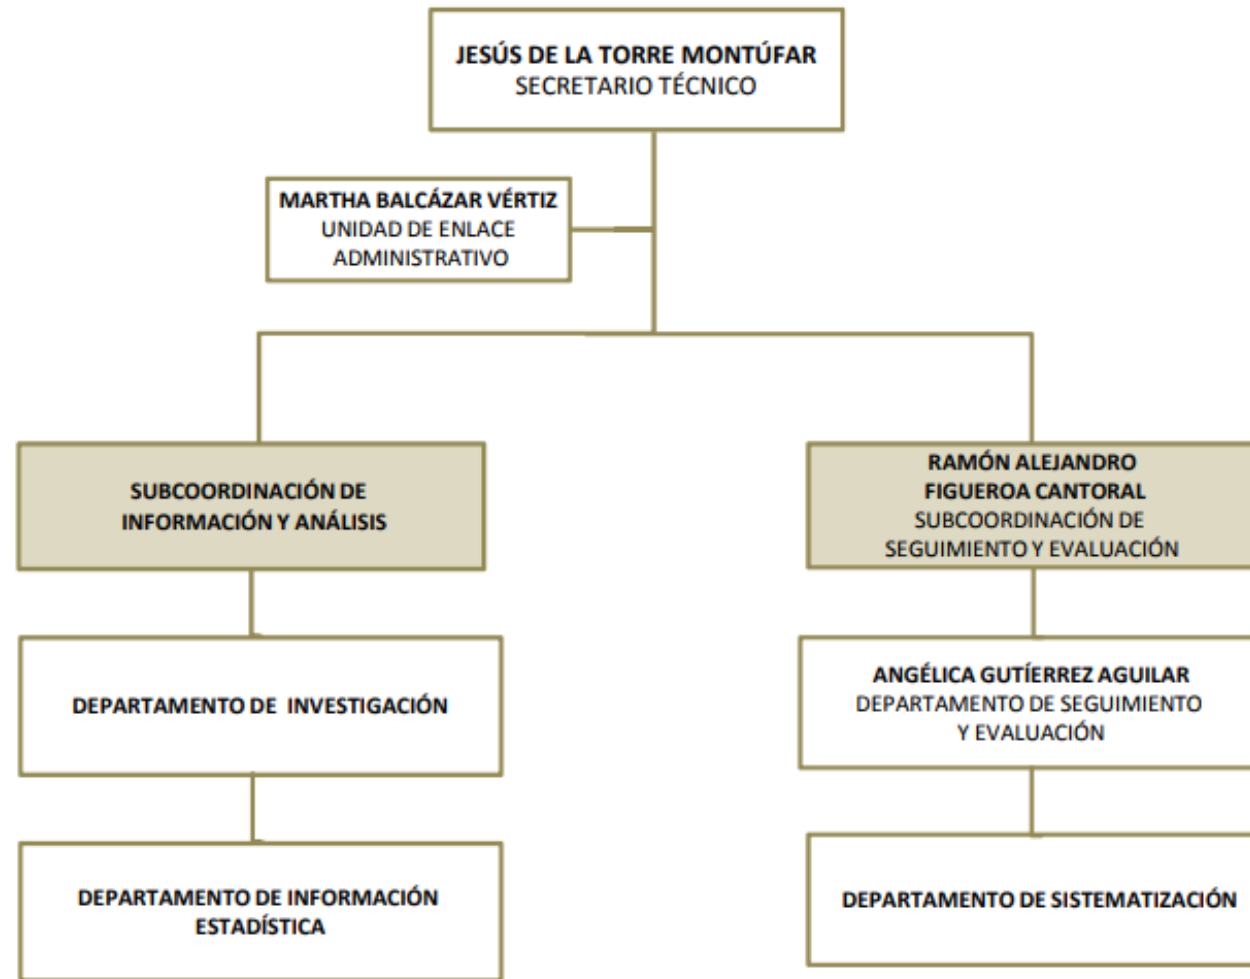 JESÚS DE LA TORRE MONTÚFAR
SECRETARIO TÉCNICO
MARTHA BALCÁZAR VÉRTIZ
UNIDAD DE ENLACE
ADMINISTRATIVO
SUBCOORDINACIÓN DE
INFORMACIÓN Y ANÁLISIS
RAMÓN ALEJANDRO
FIGUEROA CANTORAL
SUBCOORDINACIÓN DE
SEGUIMIENTO Y EVALUACIÓN
DEPARTAMENTO DE INVESTIGACIÓN
ANGÉLICA GUTÍERREZ AGUILAR
DEPARTAMENTO DE SEGUIMIENTO
Y EVALUACIÓN
DEPARTAMENTO DE INFORMACIÓN
ESTADÍSTICA
DEPARTAMENTO DE SISTEMATIZACIÓN